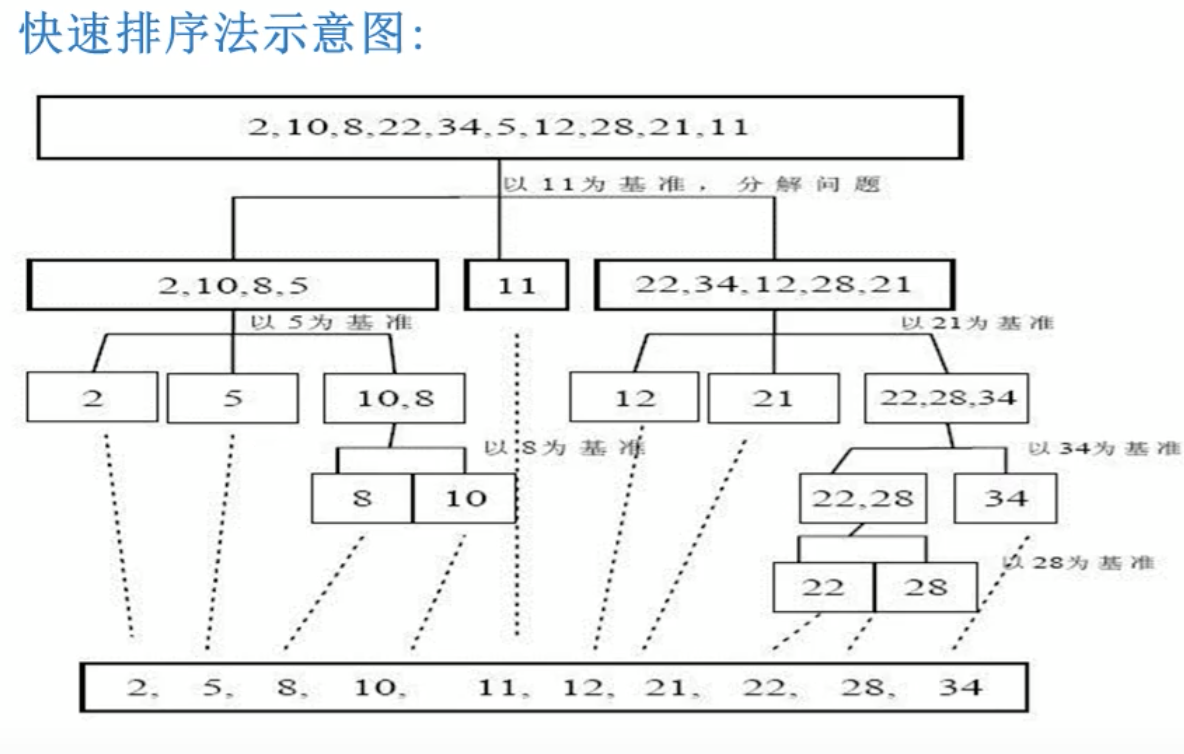 快速排序法示意图:
2,10,8,22,34,5,12,28,21,11
以11为基准，分解问题
2,10,8,5
11
22,34,12,28,21
以5为基准
以21为基准
2
5
10,8
12
21
22,28,34
以8为基准
以34为基准
8
10
22,28
34
以28为基准
22
28
2, 5, 8, 10, 11, 12, 21, 22, 28, 34